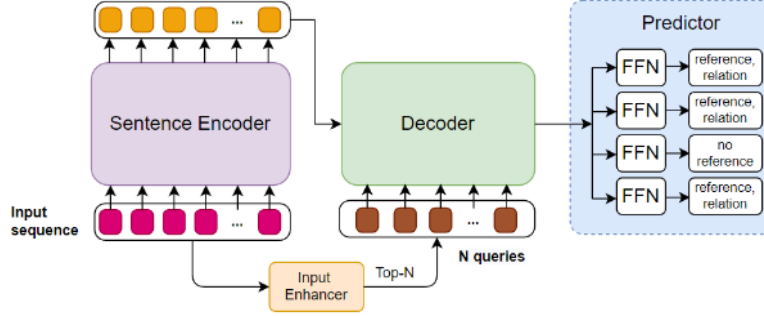 Predictor
...
Sentence Encoder
Decoder
FFN
reference,
relation
FFN
reference,
relation
FFN
no
reference
FFN
reference,
relation
Input
sequence
...
...
N queries
Input
Enhancer
Top-N